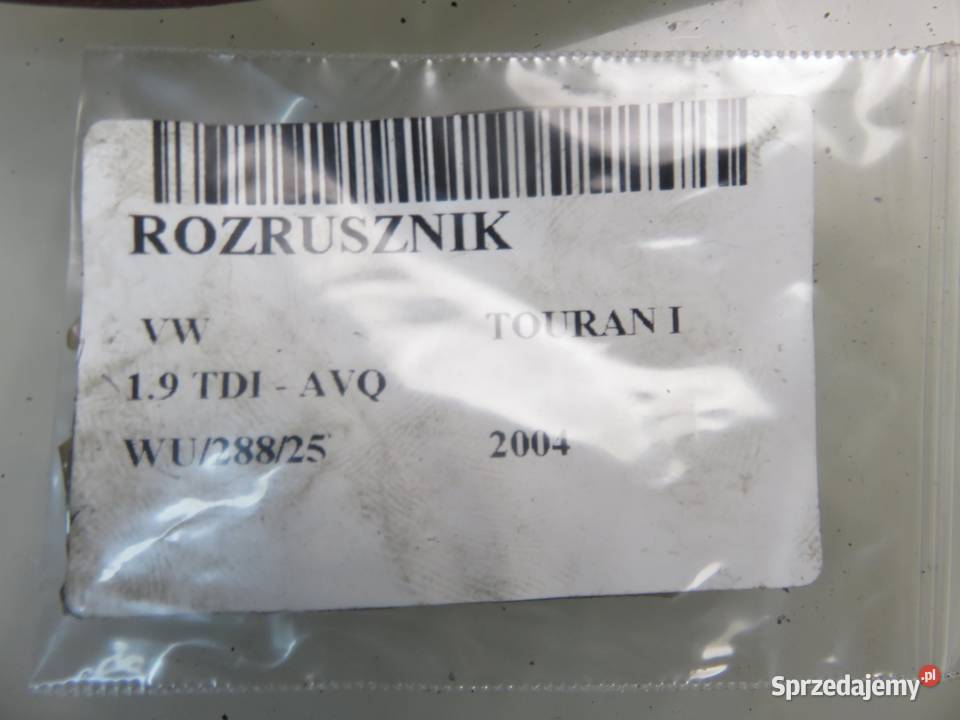 ROZRUSZNIK
VW TOURAN I
1.9 TDI - AVQ
WU/288/25 2004
Sprzedajemy.pl